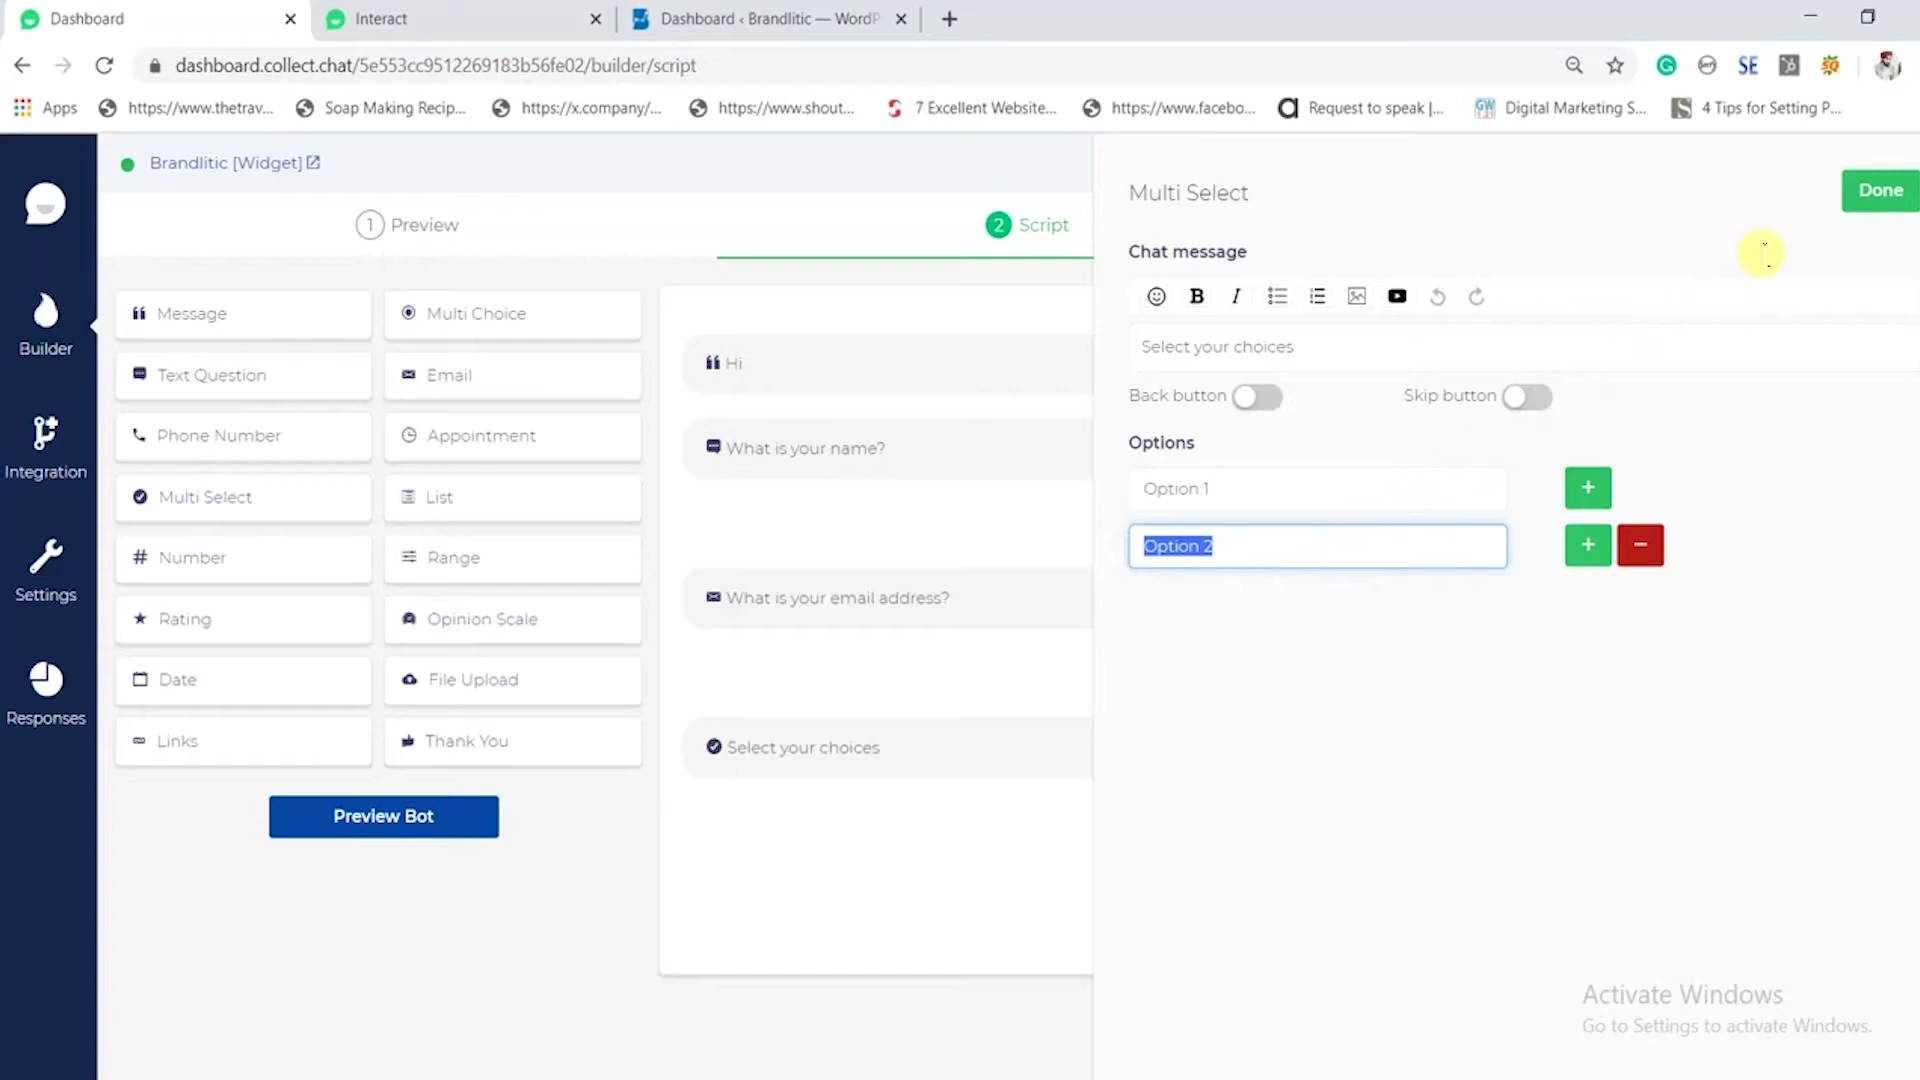 Dashboard
Interact
Dashboard ‹ Brandlitic — WordP
dashboard.collect.chat/5e553cc9512269183b56fe02/builder/script
Apps
https://www.thetrav...
Soap Making Recip...
https://x.company/...
https://www.shout...
7 Excellent Website...
https://www.facebo...
Request to speak |...
Digital Marketing S...
4 Tips for Setting P...
Brandlitic [Widget]
1 Preview
2 Script
Builder
Integration
Settings
Responses
Message
Multi Choice
Text Question
Email
Phone Number
Appointment
Multi Select
List
Number
Range
Rating
Opinion Scale
Date
File Upload
Links
Thank You
Preview Bot
Hi
What is your name?
What is your email address?
Select your choices
Multi Select
Done
Chat message
Select your choices
Back button
Skip button
Options
Option 1
Option 2
Activate Windows
Go to Settings to activate Windows.